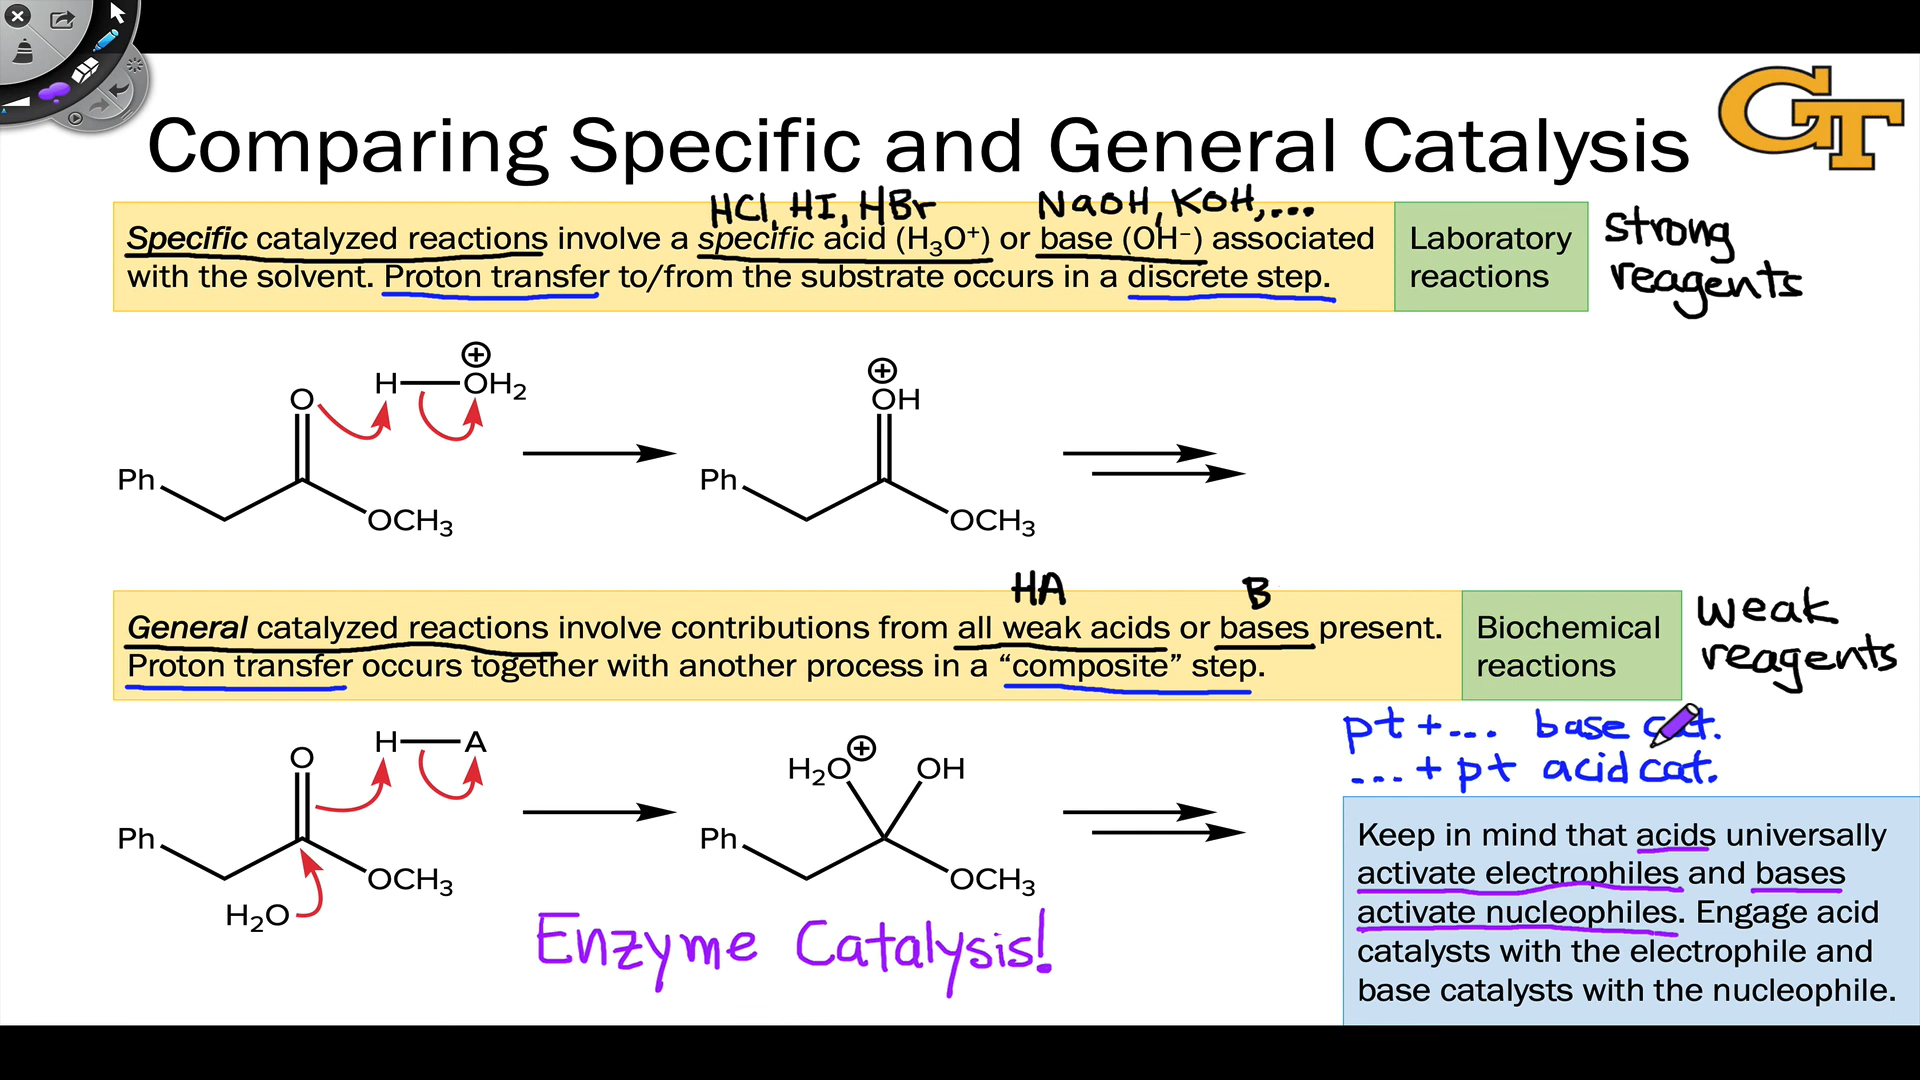 GT
Comparing Specific and General Catalysis
HCl, HI, HBr NaOH, KOH, ...
Specific catalyzed reactions involve a specific acid (H₃O⁺) or base (OH⁻) associated
with the solvent. Proton transfer to/from the substrate occurs in a discrete step.
Laboratory
reactions
strong
reagents
⊕
H OH₂
O
Ph
OCH₃
⊕
OH
Ph
OCH₃
HA B
General catalyzed reactions involve contributions from all weak acids or bases present.
Proton transfer occurs together with another process in a “composite” step.
Biochemical
reactions
weak
reagents
pt + ... base cat.
... + pt acid cat.
H A
O
Ph
OCH₃
H₂O
⊕
H₂O OH
Ph
OCH₃
Enzyme Catalysis!
Keep in mind that acids universally
activate electrophiles and bases
activate nucleophiles. Engage acid
catalysts with the electrophile and
base catalysts with the nucleophile.